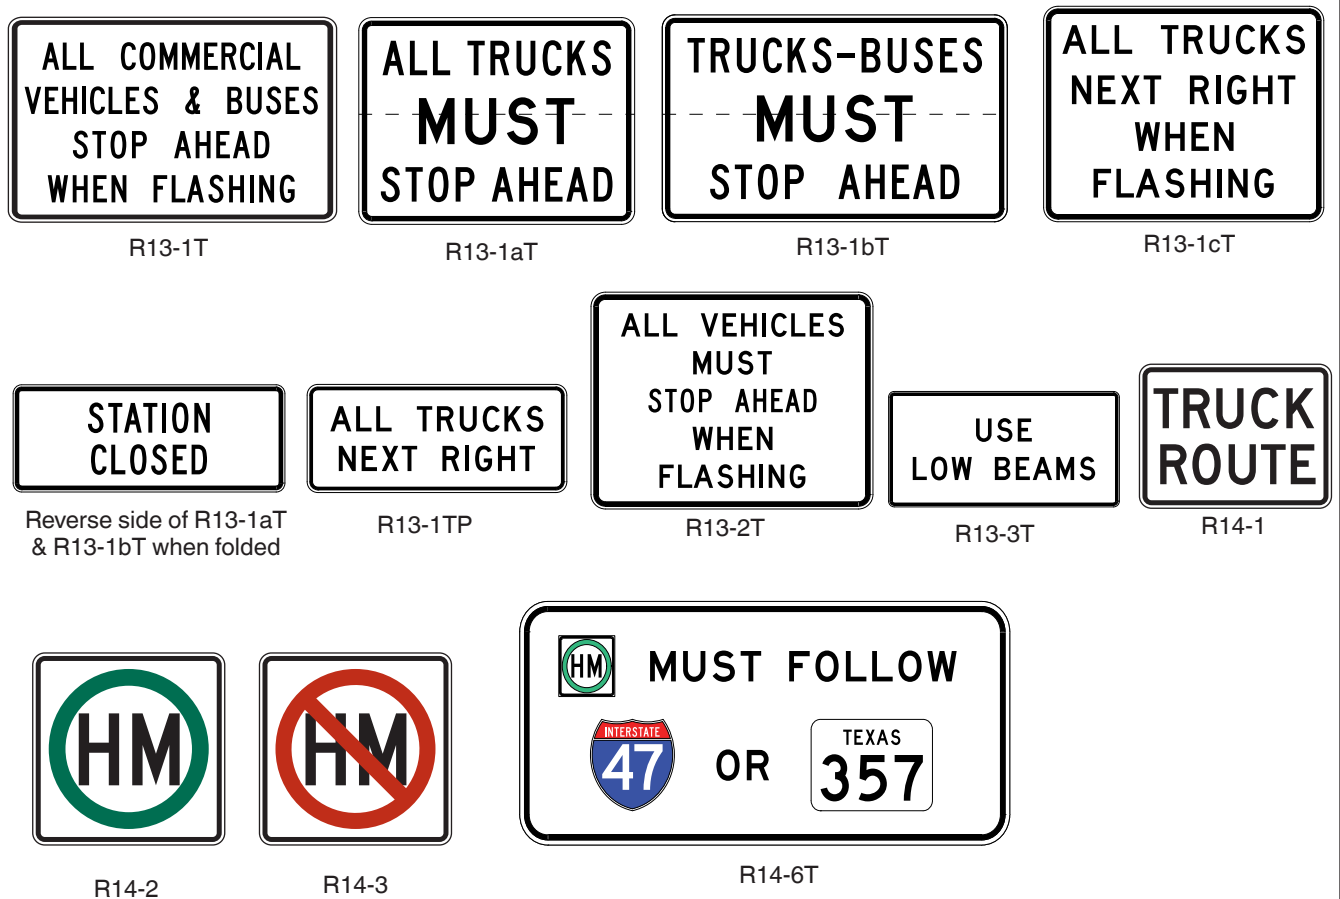 ALL COMMERCIAL
VEHICLES & BUSES
STOP AHEAD
WHEN FLASHING
R13-1T
ALL TRUCKS
MUST
STOP AHEAD
R13-1aT
TRUCKS-BUSES
MUST
STOP AHEAD
R13-1bT
ALL TRUCKS
NEXT RIGHT
WHEN
FLASHING
R13-1cT
STATION
CLOSED
Reverse side of R13-1aT
& R13-1bT when folded
ALL TRUCKS
NEXT RIGHT
R13-1TP
ALL VEHICLES
MUST
STOP AHEAD
WHEN
FLASHING
R13-2T
USE
LOW BEAMS
R13-3T
TRUCK
ROUTE
R14-1
HM
R14-2
HM
R14-3
HM MUST FOLLOW
INTERSTATE
47
OR
TEXAS
357
R14-6T